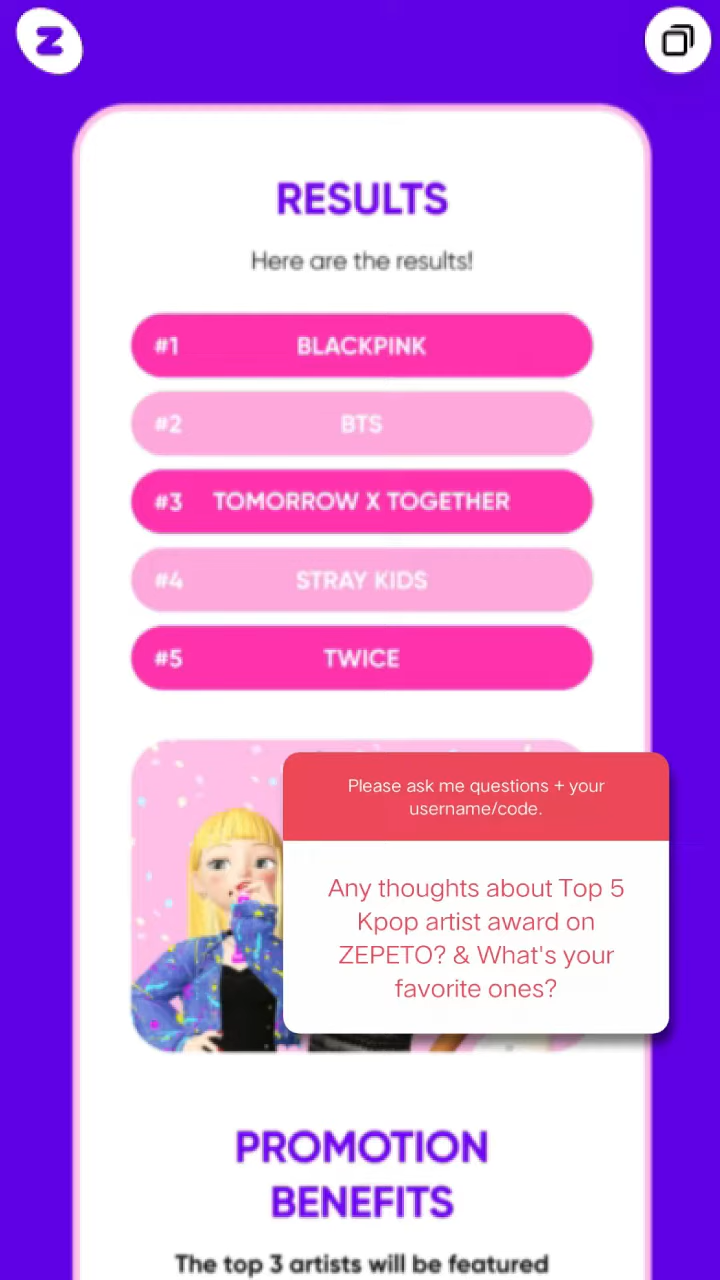 Z
RESULTS
Here are the results!
#1 BLACKPINK
#2 BTS
#3 TOMORROW X TOGETHER
#4 STRAY KIDS
#5 TWICE
Please ask me questions + your
username/code.
Any thoughts about Top 5
Kpop artist award on
ZEPETO? & What's your
favorite ones?
PROMOTION
BENEFITS
The top 3 artists will be featured